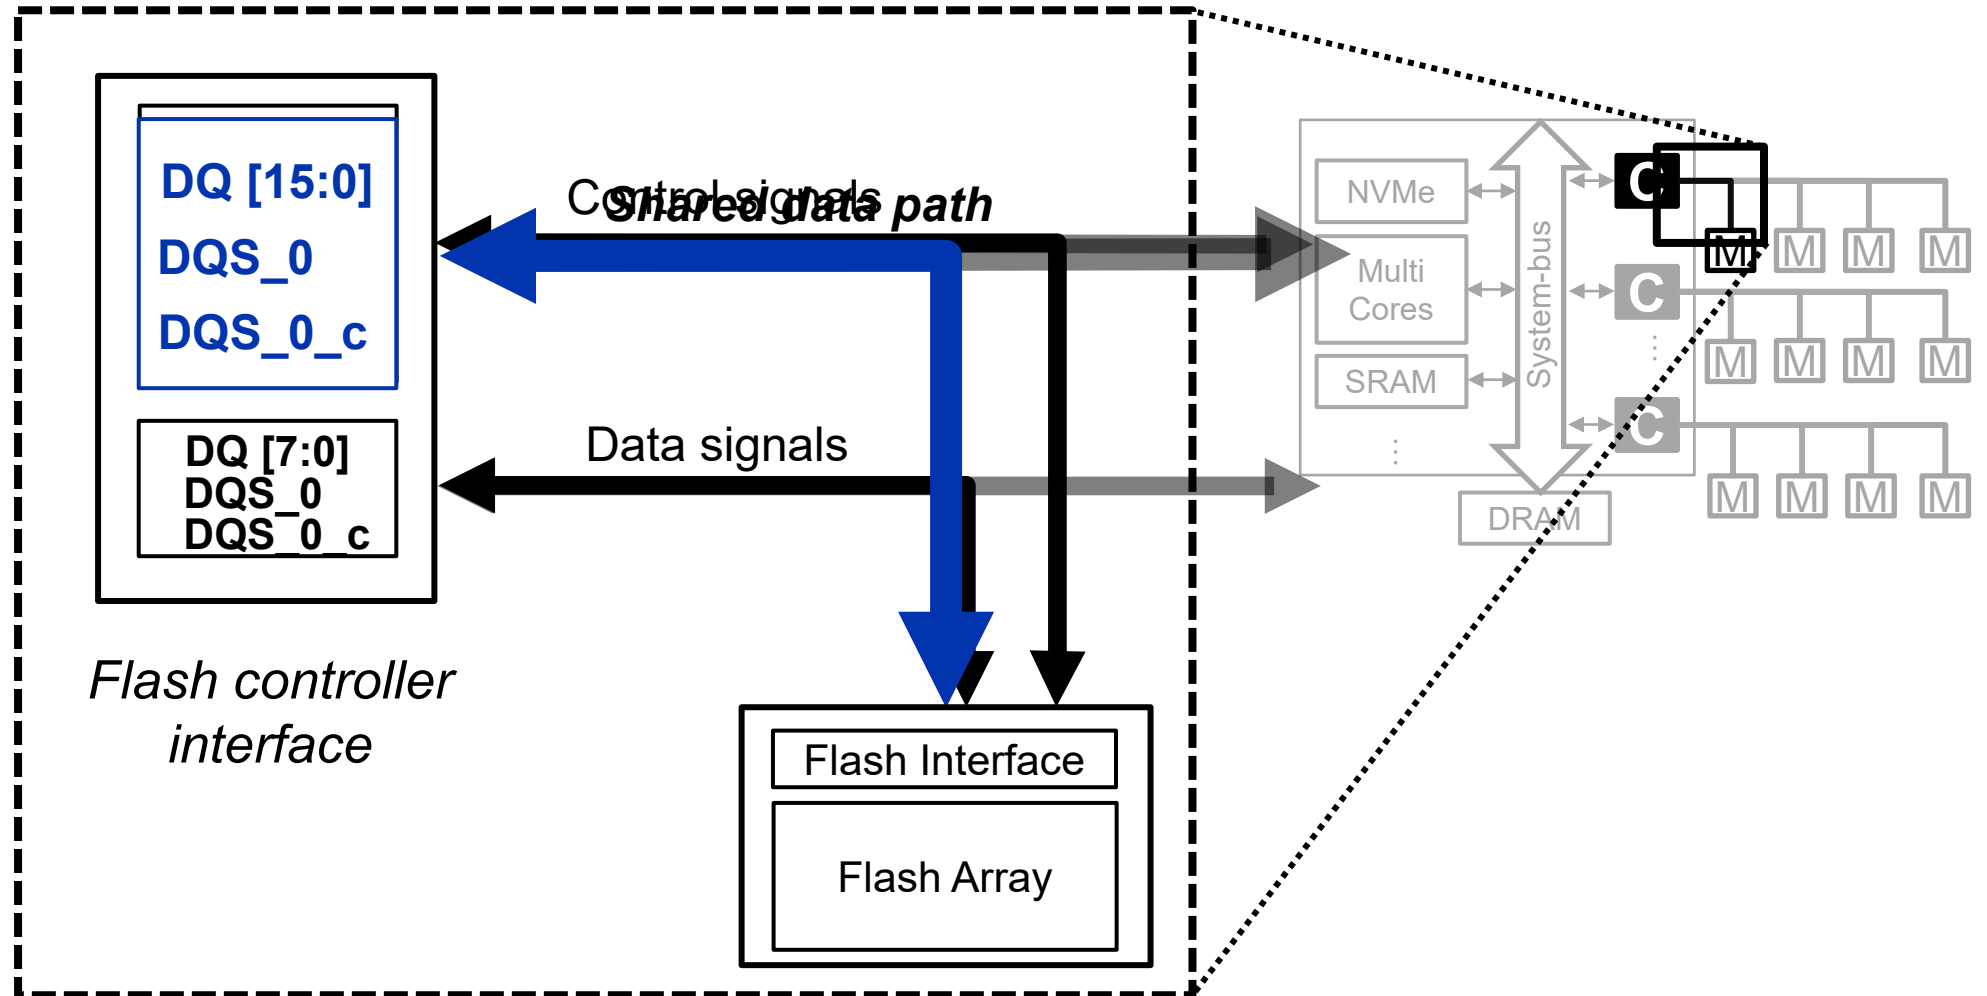 DQ [15:0]
DQS_0
DQS_0_c
DQ [7:0]
DQS_0
DQS_0_c
Flash controller
interface
Control signals
Shared data path
Data signals
Flash Interface
Flash Array
NVMe
Multi
Cores
SRAM
⋮
System-bus
DRAM
C
M M M M
C
⋮
M M M M
C
M M M M